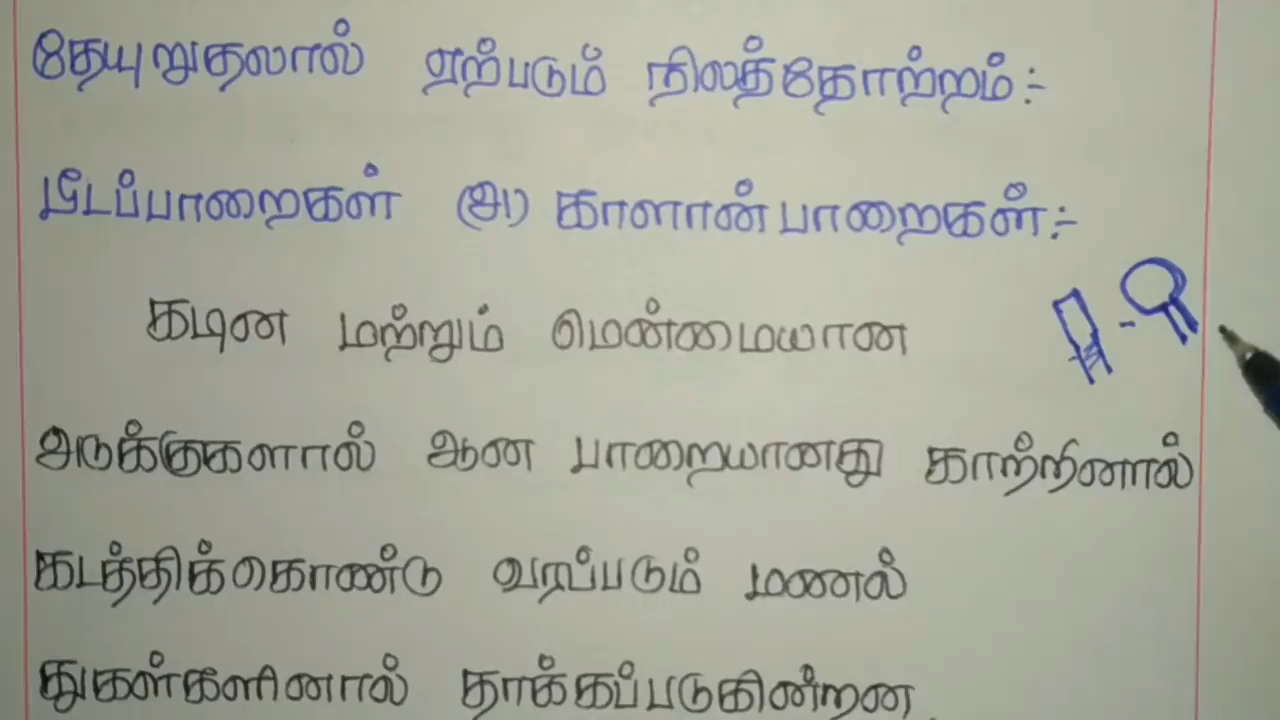 தேயுறுதலால் ஏற்படும் நிலத்தோற்றம்:-
பீடப்பாறைகள் (அ) காளான்பாறைகள்:-
கடின மற்றும் மென்மையான
அடுக்குகளால் ஆன பாறையானது காற்றினால்
கடத்திக்கொண்டு வரப்படும் மணல்
துகள்களினால் தாக்கப்படுகின்றன.